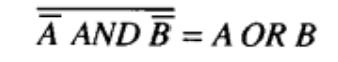 A̅ AND B̅ = A OR B